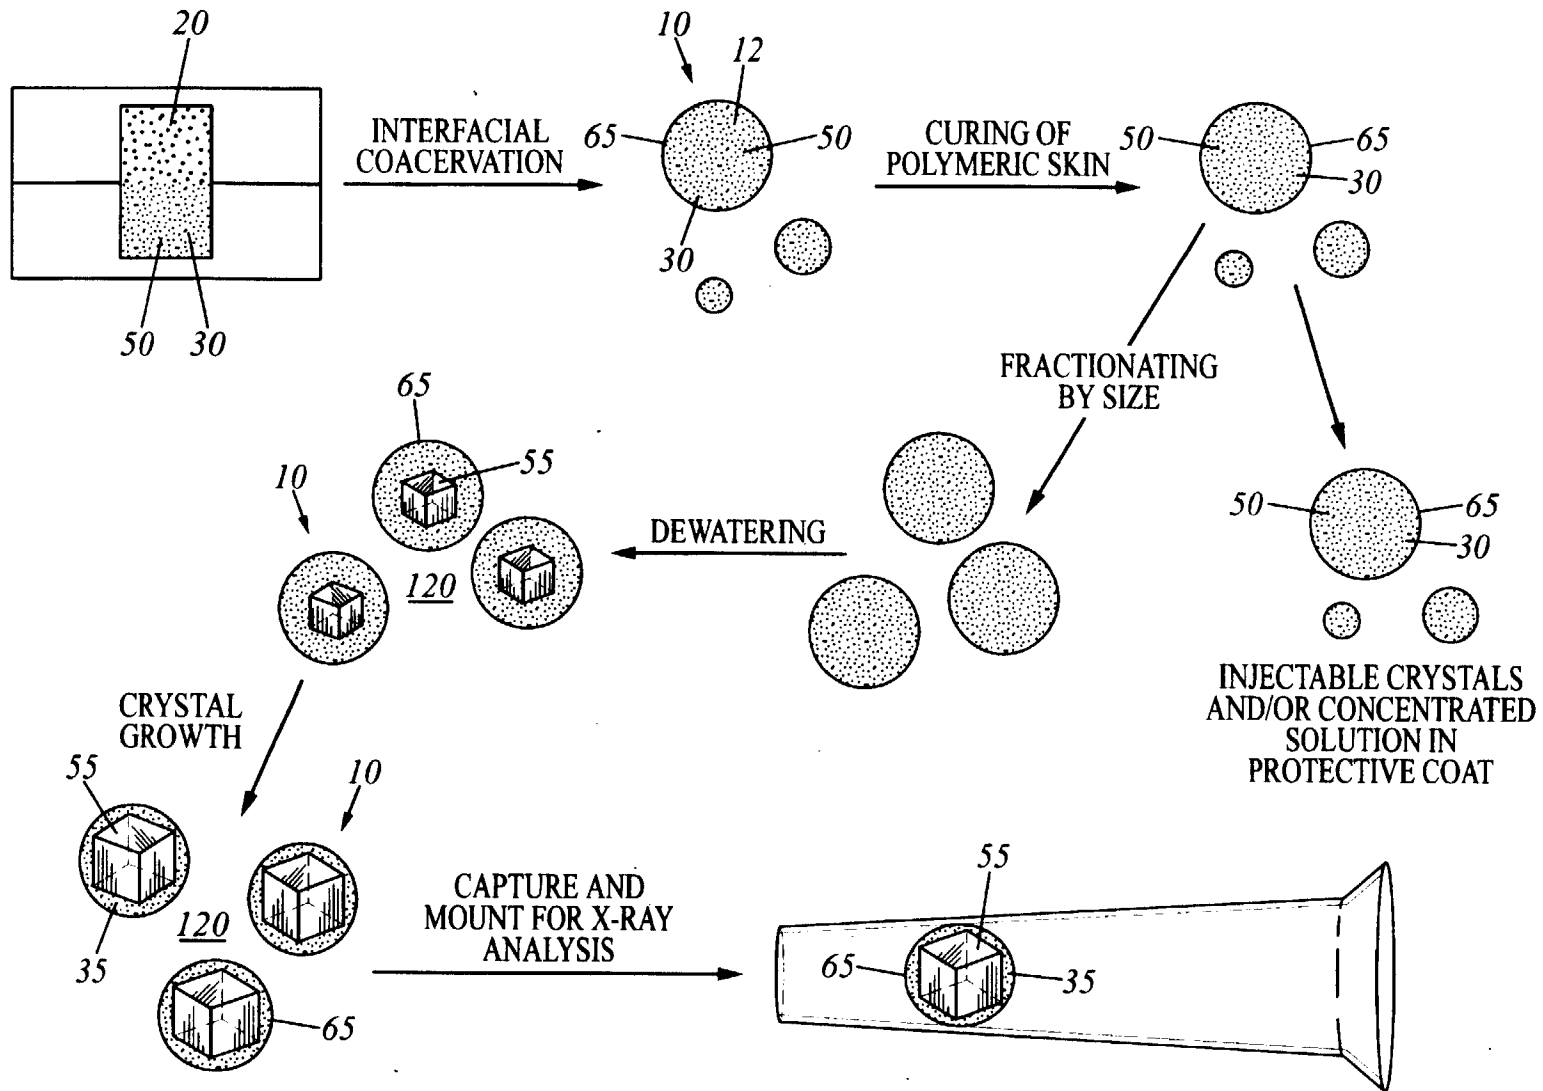 20
50 30
INTERFACIAL
COACERVATION
10
12
65
50
30
CURING OF
POLYMERIC SKIN
50
65
30
FRACTIONATING
BY SIZE
50
65
30
INJECTABLE CRYSTALS
AND/OR CONCENTRATED
SOLUTION IN
PROTECTIVE COAT
DEWATERING
65
55
10
120
CRYSTAL
GROWTH
55
10
120
35
65
CAPTURE AND
MOUNT FOR X-RAY
ANALYSIS
55
65
35